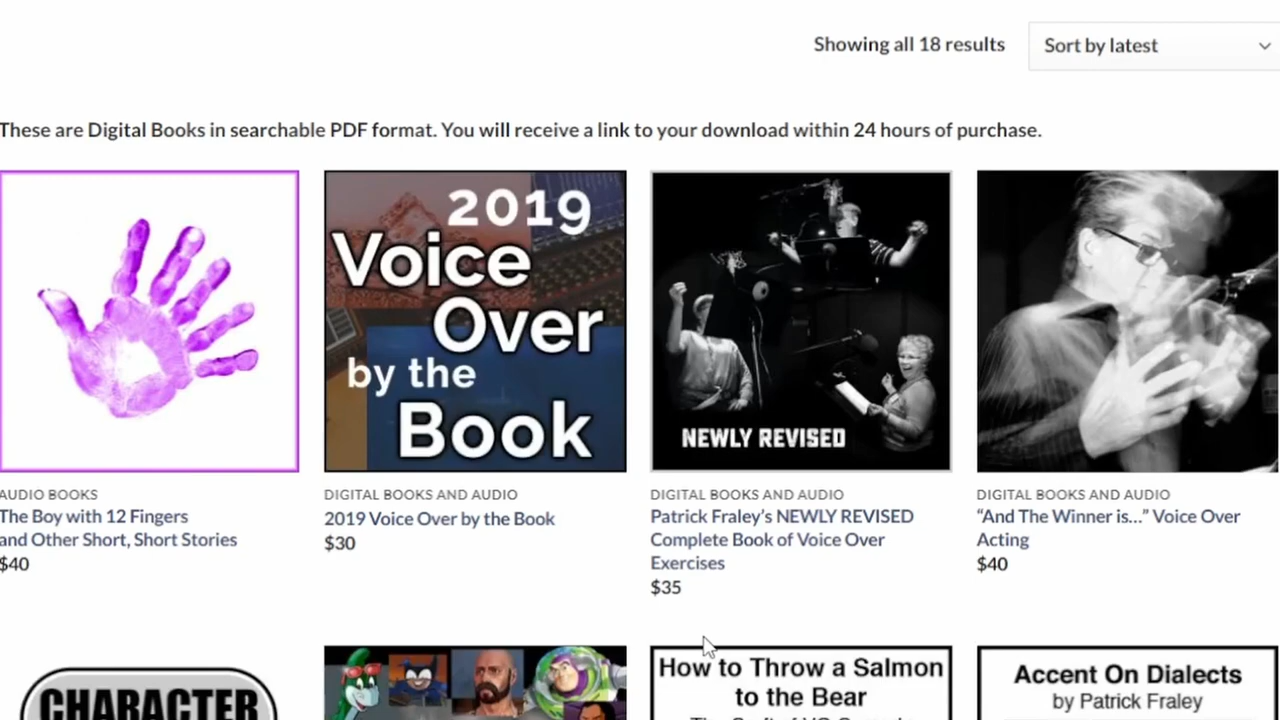 Showing all 18 results
Sort by latest
These are Digital Books in searchable PDF format. You will receive a link to your download within 24 hours of purchase.
2019
Voice
Over
by the
Book
NEWLY REVISED
AUDIO BOOKS
The Boy with 12 Fingers
and Other Short, Short Stories
$40
DIGITAL BOOKS AND AUDIO
2019 Voice Over by the Book
$30
DIGITAL BOOKS AND AUDIO
Patrick Fraley’s NEWLY REVISED
Complete Book of Voice Over
Exercises
$35
DIGITAL BOOKS AND AUDIO
“And The Winner is…” Voice Over
Acting
$40
CHARACTER
How to Throw a Salmon
to the Bear
Accent On Dialects
by Patrick Fraley